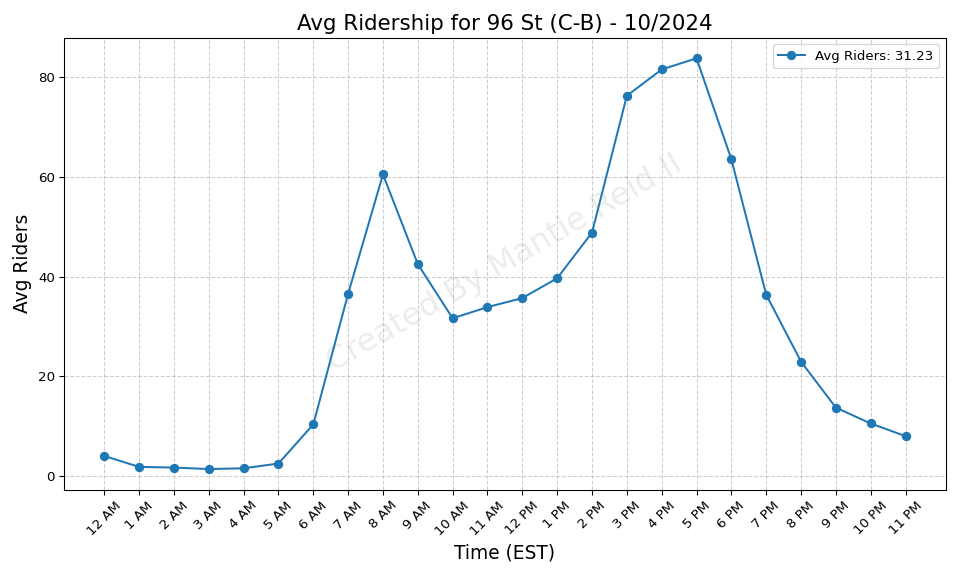 Avg Ridership for 96 St (C-B) - 10/2024
Avg Riders: 31.23
Avg Riders
80
60
40
20
0
Created By Mantle Reid II
12 AM
1 AM
2 AM
3 AM
4 AM
5 AM
6 AM
7 AM
8 AM
9 AM
10 AM
11 AM
12 PM
1 PM
2 PM
3 PM
4 PM
5 PM
6 PM
7 PM
8 PM
9 PM
10 PM
11 PM
Time (EST)